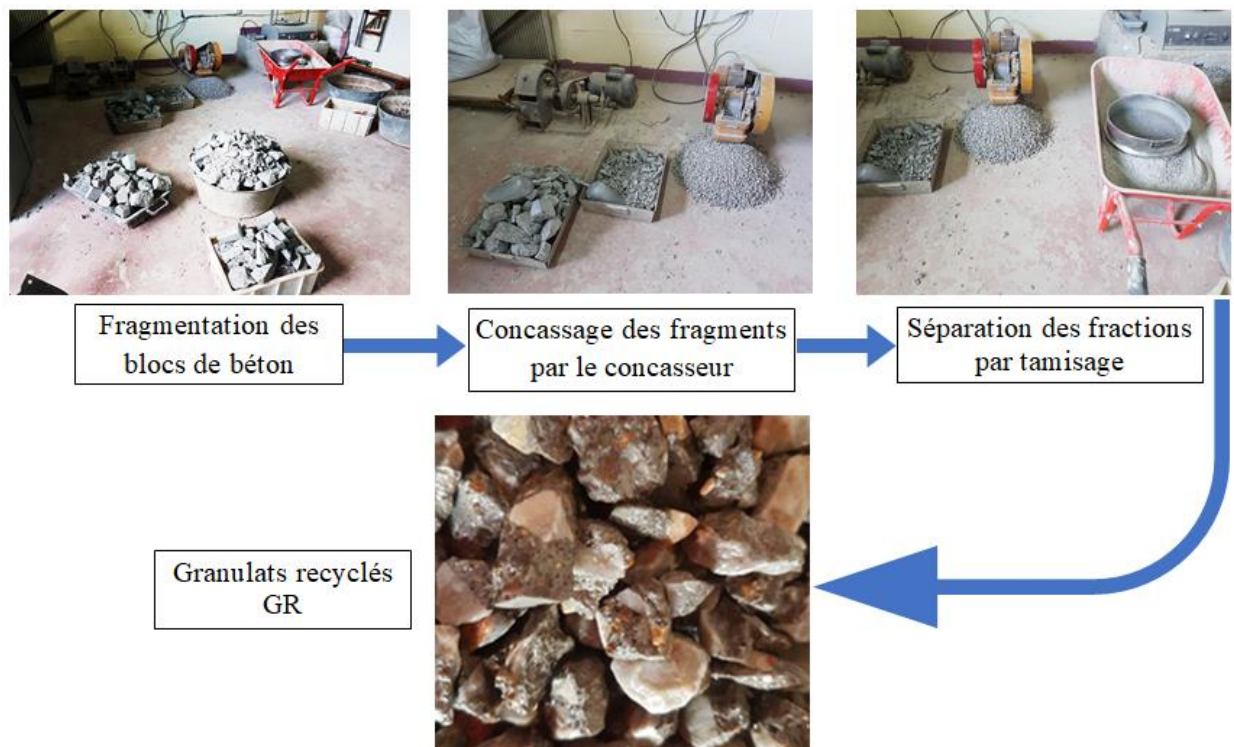 Fragmentation des
blocs de béton
Concassage des fragments
par le concasseur
Séparation des fractions
par tamisage
Granulats recyclés
GR